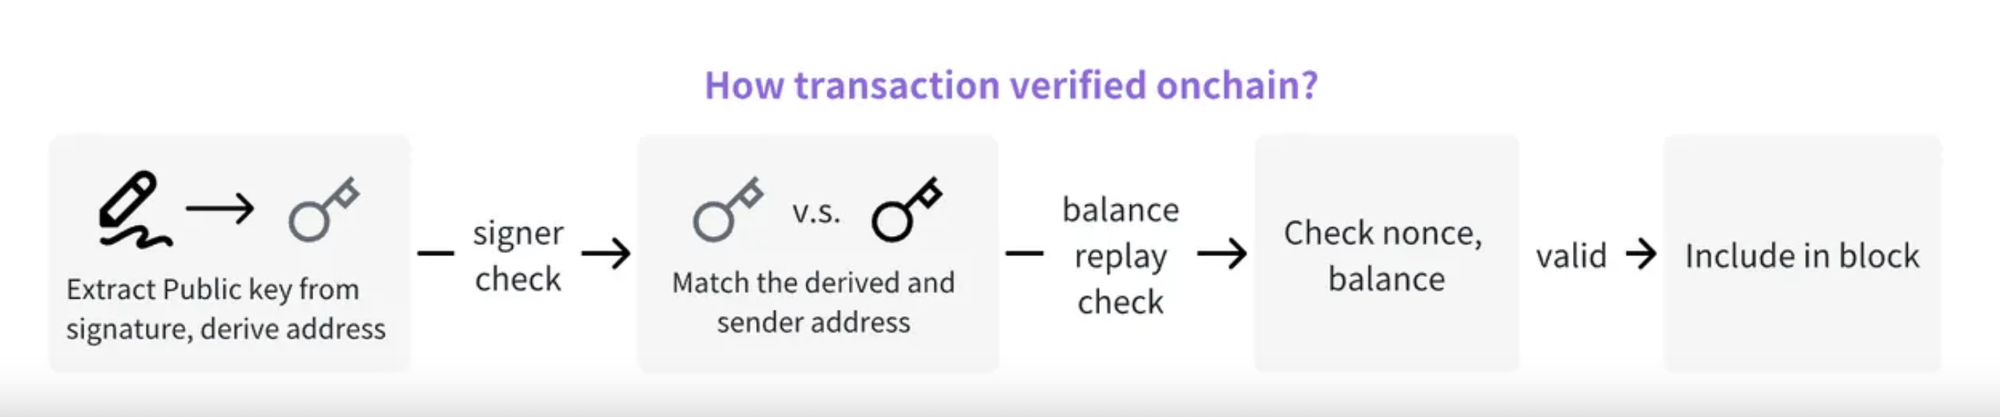 How transaction verified onchain?
Extract Public key from
signature, derive address
signer
check
v.s.
Match the derived and
sender address
balance
replay
check
Check nonce,
balance
valid
Include in block